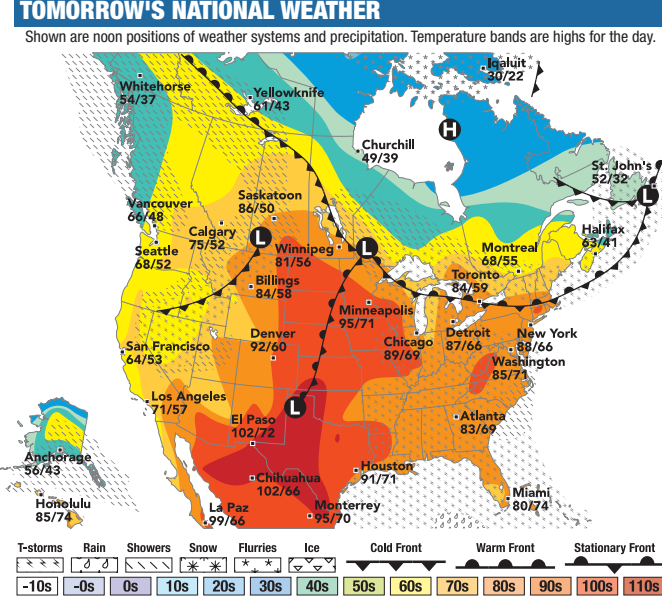 TOMORROW'S NATIONAL WEATHER
Shown are noon positions of weather systems and precipitation. Temperature bands are highs for the day.
Iqaluit
30/22
Whitehorse
54/37
Yellowknife
61/43
H
Churchill
49/39
St. John's
52/32
L
Vancouver
66/48
Saskatoon
86/50
Calgary
75/52
L
Winnipeg
81/56
L
Halifax
63/41
Seattle
68/52
Montreal
68/55
Billings
84/58
Toronto
84/59
Minneapolis
95/71
San Francisco
64/53
Denver
92/60
Chicago
89/69
Detroit
87/66
New York
88/66
Washington
85/71
Los Angeles
71/57
L
El Paso
102/72
Atlanta
83/69
Anchorage
56/43
Houston
91/71
Chihuahua
102/66
Honolulu
85/74
La Paz
99/66
Monterrey
95/70
Miami
80/74
T-storms Rain Showers Snow Flurries Ice Cold Front Warm Front Stationary Front
-10s -0s 0s 10s 20s 30s 40s 50s 60s 70s 80s 90s 100s 110s